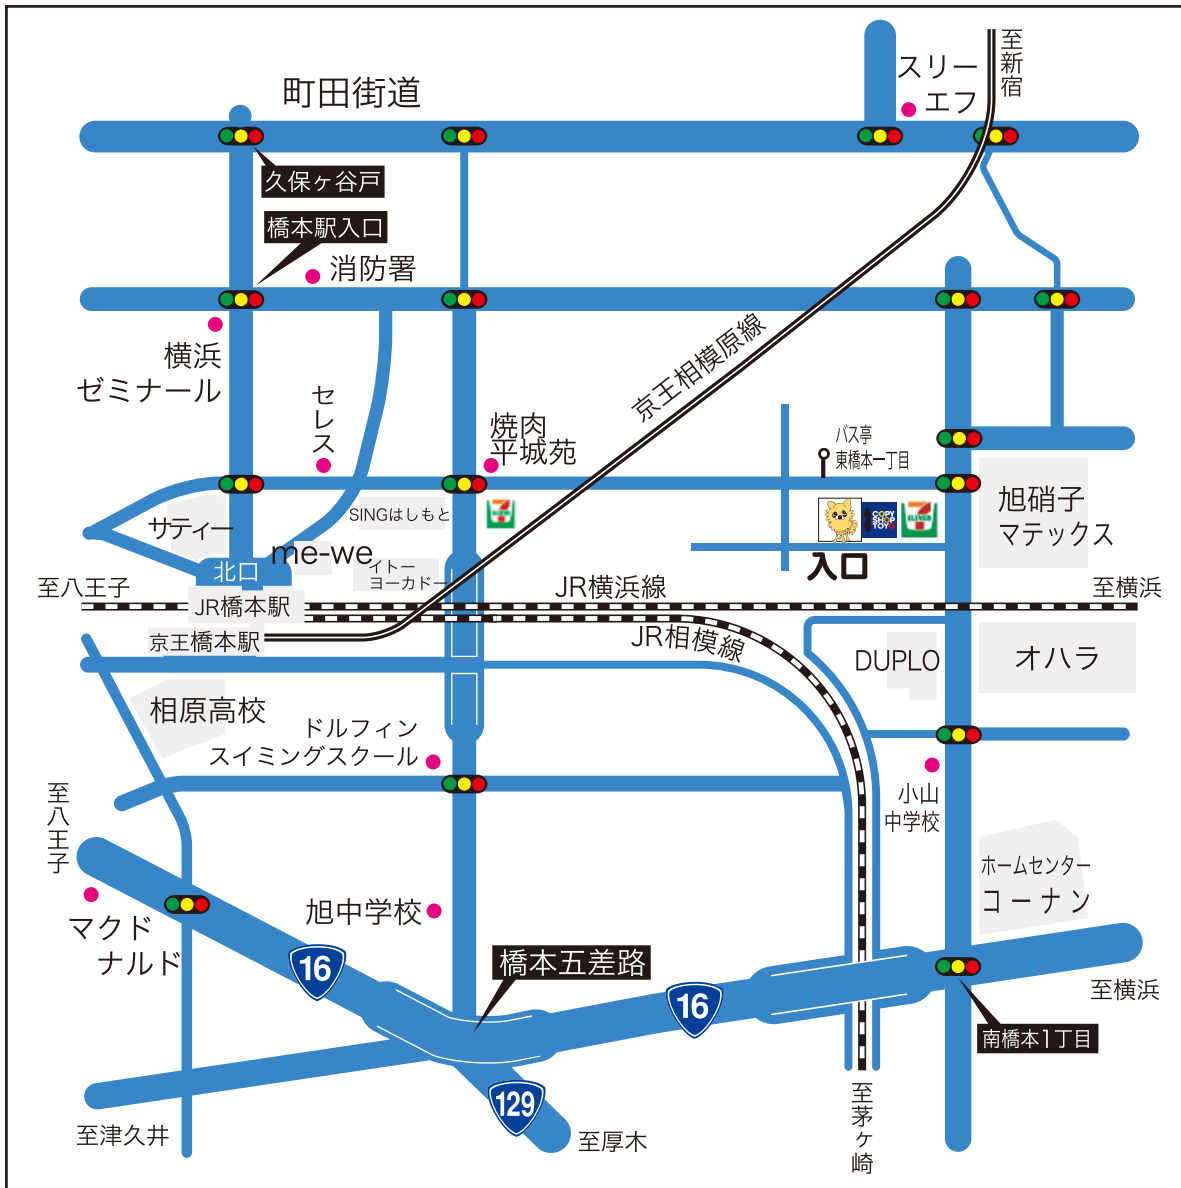 町田街道
スリー
エフ
至新宿
久保ヶ谷戸
橋本駅入口
消防署
横浜
ゼミナール
セレス
京王相模原線
焼肉
平城苑
バス亭
東橋本一丁目
旭硝子
マテックス
サティー
SINGはしもと
ELEVEN
COPY
SHOP
TOYO
ELEVEN
me-we
イトー
ヨーカドー
入口
北口
至八王子
JR橋本駅
JR横浜線
至横浜
京王橋本駅
JR相模線
DUPLO
オハラ
相原高校
ドルフィン
スイミングスクール
小山
中学校
至八王子
ホームセンター
コーナン
マクド
ナルド
旭中学校
橋本五差路
16
16
至横浜
南橋本1丁目
129
至津久井
至厚木
至茅ヶ崎